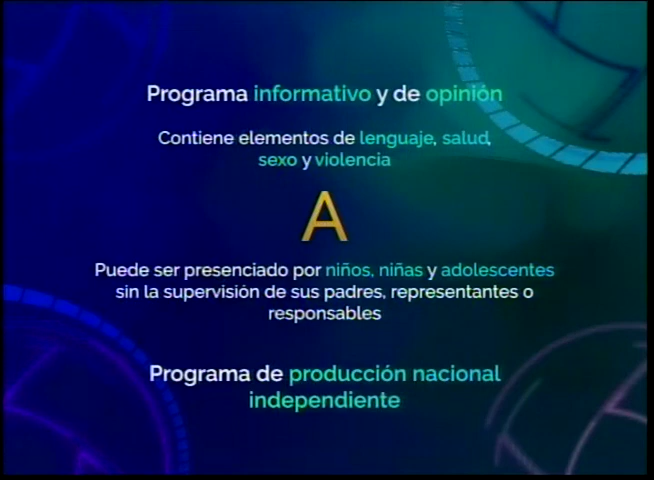 Programa informativo y de opinión
Contiene elementos de lenguaje, salud,
sexo y violencia
A
Puede ser presenciado por niños, niñas y adolescentes
sin la supervisión de sus padres, representantes o
responsables
Programa de producción nacional
independiente